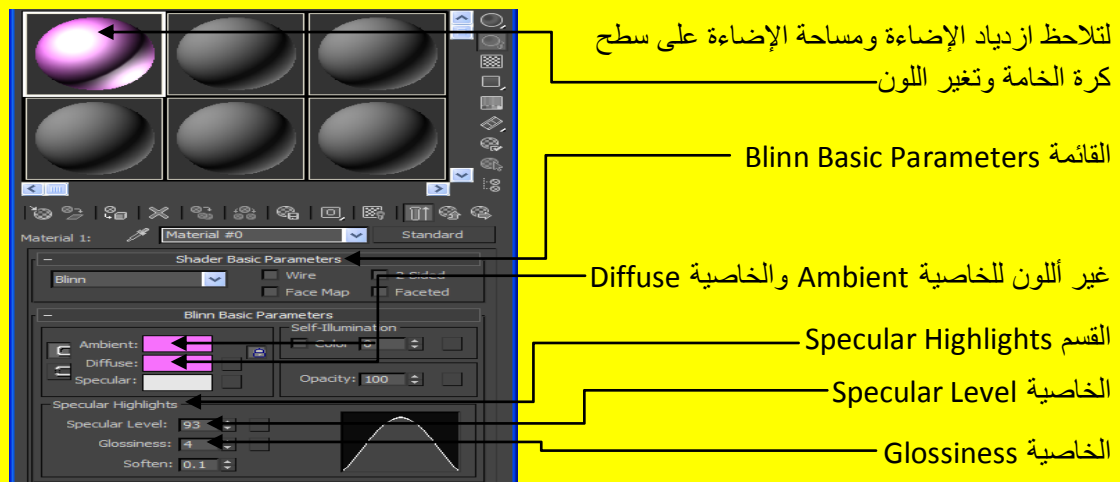 لتلاحظ ازدياد الإضاءة ومساحة الإضاءة على سطح
كرة الخامة وتغير اللون
القائمة Blinn Basic Parameters
غير أللون للخاصية Ambient والخاصية Diffuse
القسم Specular Highlights
الخاصية Specular Level
الخاصية Glossiness
Material 1: Material #0 Standard
Shader Basic Parameters
Blinn Wire 2-Sided
Face Map Faceted
Blinn Basic Parameters
Self-Illumination
Ambient: Color 0
Diffuse:
Specular: Opacity: 100
Specular Highlights
Specular Level: 93
Glossiness: 4
Soften: 0.1